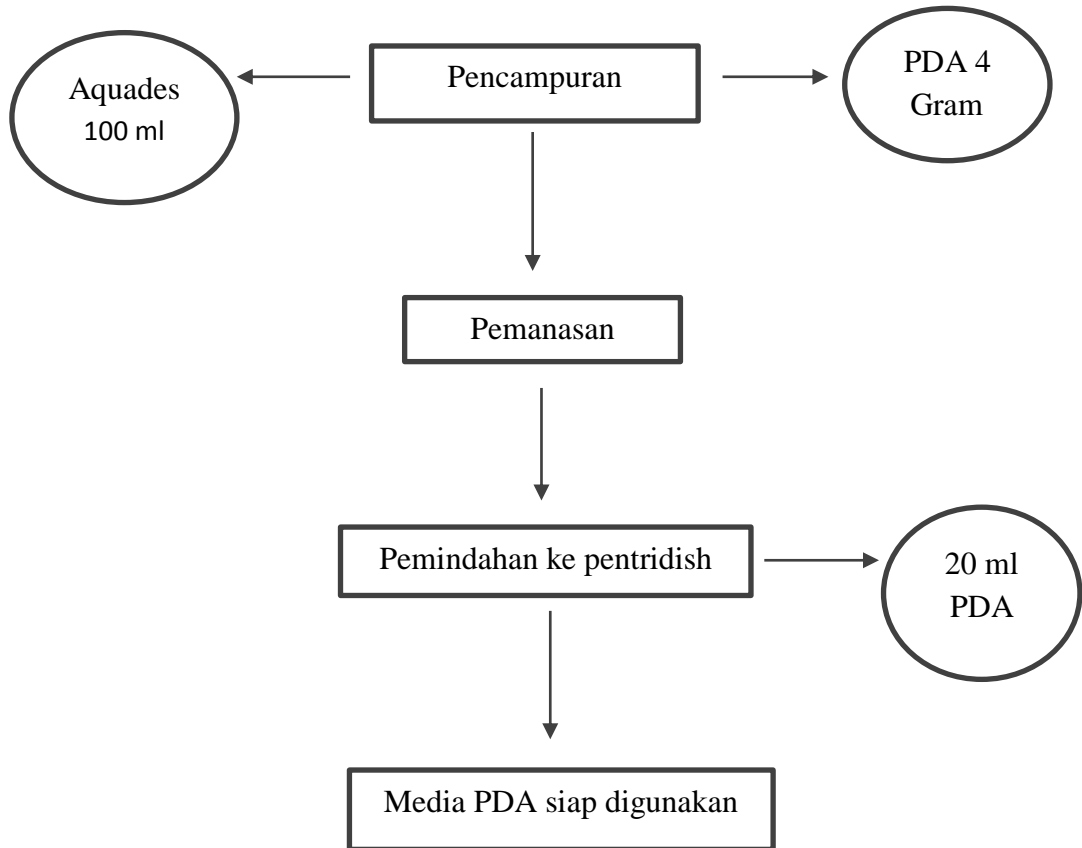 Aquades
100 ml
Pencampuran
PDA 4
Gram
Pemanasan
Pemindahan ke pentridish
20 ml
PDA
Media PDA siap digunakan